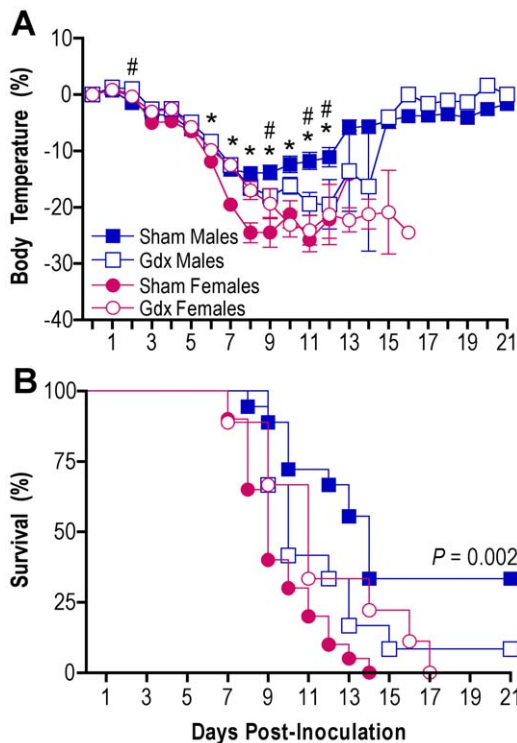 A
Body Temperature (%)
10
0
-10
-20
-30
-40
#
*
*
*
#
*
*
#
*
#
*
Sham Males
Gdx Males
Sham Females
Gdx Females
1 3 5 7 9 11 13 15 17 19 21
B
Survival (%)
100
75
50
25
0
P = 0.002
1 3 5 7 9 11 13 15 17 19 21
Days Post-Inoculation